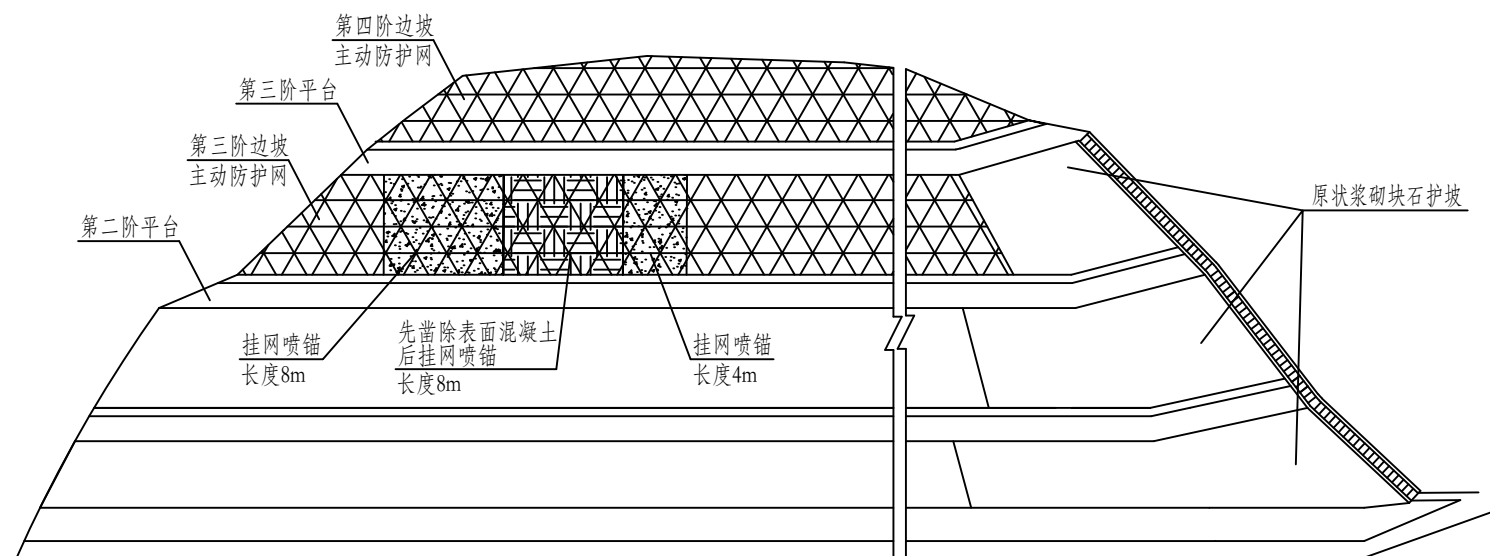 第四阶边坡
主动防护网
第三阶平台
第三阶边坡
主动防护网
第二阶平台
原状浆砌块石护坡
挂网喷锚
长度8m
先凿除表面混凝土
后挂网喷锚
长度8m
挂网喷锚
长度4m